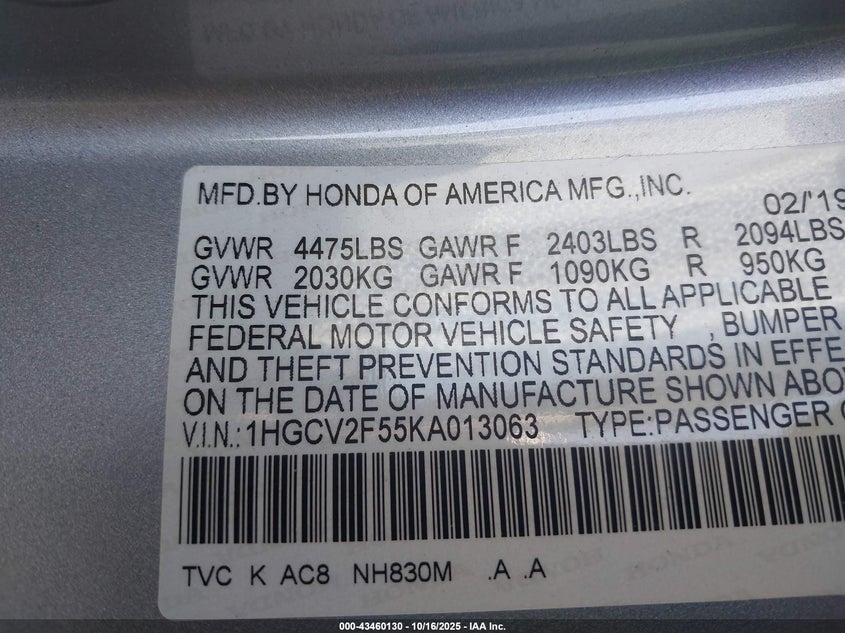 MFD.BY HONDA OF AMERICA MFG.,INC. 02/'19
GVWR 4475LBS GAWR F 2403LBS R 2094LBS
GVWR 2030KG GAWR F 1090KG R 950KG
THIS VEHICLE CONFORMS TO ALL APPLICABLE
FEDERAL MOTOR VEHICLE SAFETY , BUMPER
AND THEFT PREVENTION STANDARDS IN EFFE
ON THE DATE OF MANUFACTURE SHOWN ABO
V.I.N.:1HGCV2F55KA013063 TYPE:PASSENGER
TVC K AC8 NH830M .A .A
000-43460130 - 10/16/2025 - IAA Inc.